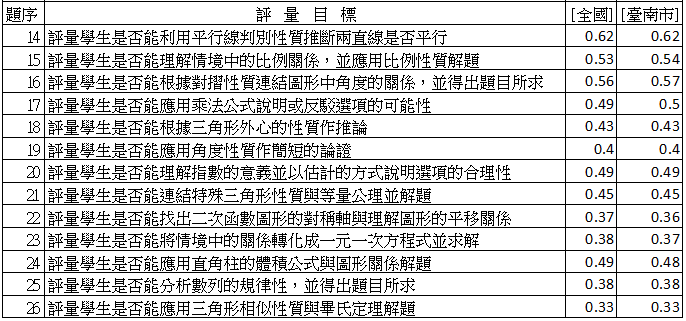 題序 評 量 目 標 [全國] [臺南市]
14 評量學生是否能利用平行線判別性質推斷兩直線是否平行 0.62 0.62
15 評量學生是否能理解情境中的比例關係，並應用比例性質解題 0.53 0.54
16 評量學生是否能根據對摺性質連結圖形中角度的關係，並得出題目所求 0.56 0.57
17 評量學生是否能應用乘法公式說明或反駁選項的可能性 0.49 0.5
18 評量學生是否能根據三角形外心的性質作推論 0.43 0.43
19 評量學生是否能應用角度性質作簡短的論證 0.4 0.4
20 評量學生是否能理解指數的意義並以估計的方式說明選項的合理性 0.49 0.49
21 評量學生是否能連結特殊三角形性質與等量公理並解題 0.45 0.45
22 評量學生是否能找出二次函數圖形的對稱軸與理解圖形的平移關係 0.37 0.36
23 評量學生是否能將情境中的關係轉化成一元一次方程式並求解 0.38 0.37
24 評量學生是否能應用直角柱的體積公式與圖形關係解題 0.49 0.48
25 評量學生是否能分析數列的規律性，並得出題目所求 0.38 0.38
26 評量學生是否能應用三角形相似性質與畢氏定理解題 0.33 0.33